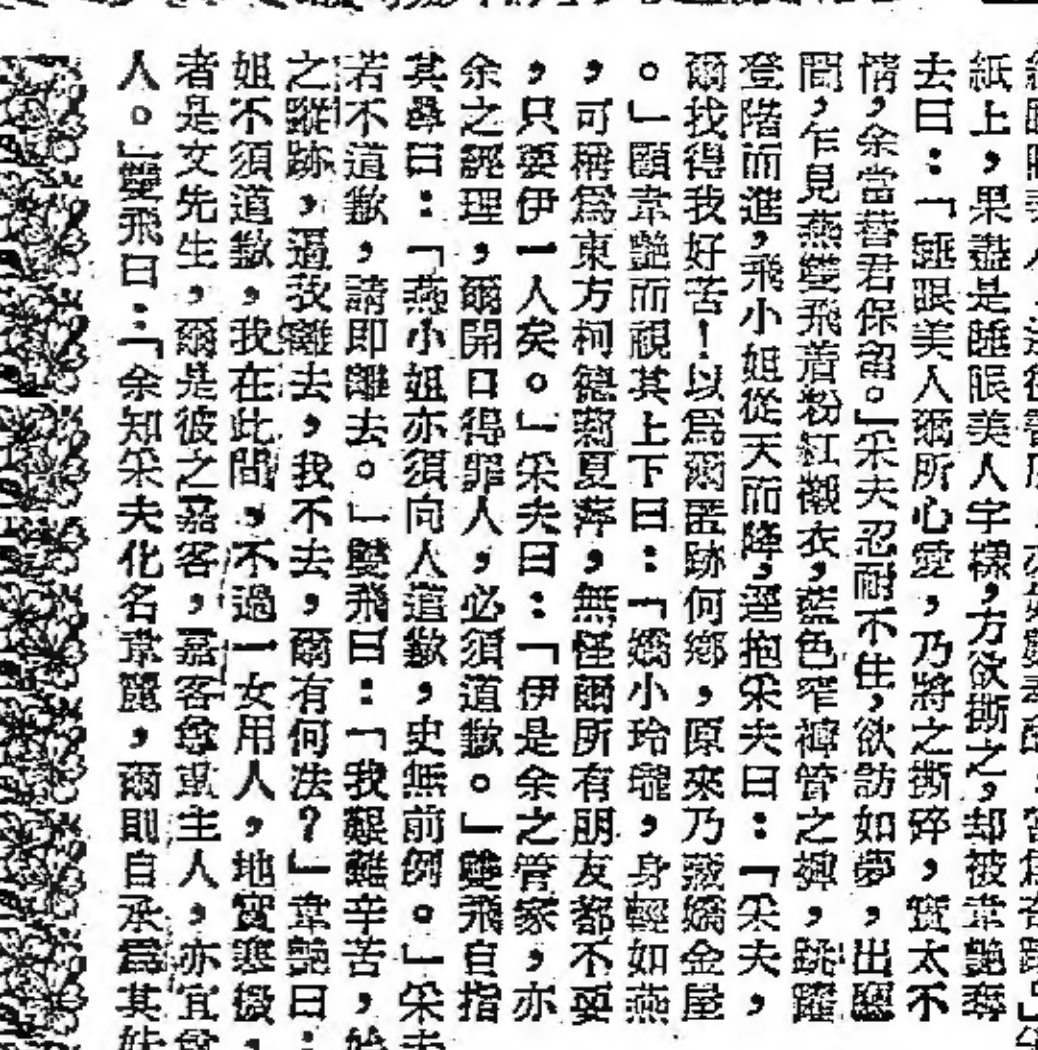 紙上，果盡是睡眼美人字樣，方欲撕之，却被韋艶奪
去曰：「睡眼美人爾所心愛，乃將之撕碎，實太不
情，余當替君保留。」朵夫忍耐不住，欲訪如夢，出
間，乍見燕雙飛着粉紅襯衣，藍色窄褲管之褲，跳躍
登階而進，飛小姐從天而降，逕抱朵夫曰：「朵夫，
爾找得我好苦！以爲爾匿跡何鄉，原來乃藏嬌金屋
。」顧韋艶而視其上下曰：「嬌小玲瓏，身輕如燕
，可稱爲東方柯德莉夏萍，無怪爾所有朋友都不要
，只要伊一人矣。」朵夫曰：「伊是余之管家，亦
余之經理，爾開口得罪人，必須道歉。」雙飛自指
其鼻曰：「燕小姐亦須向人道歉，史無前例。」朵夫
若不道歉，請即離去。」雙飛曰：「我艱難辛苦，始
之蹤跡，逼我離去，我不去，爾有何法？」韋艶曰：
姐不須道歉，我在此間，不過一女用人，地實寒微，
者是文先生，爾是彼之嘉客，嘉客尊重主人，亦宜
人。」雙飛曰：「余知朵夫化名韋麗，爾則自承爲其